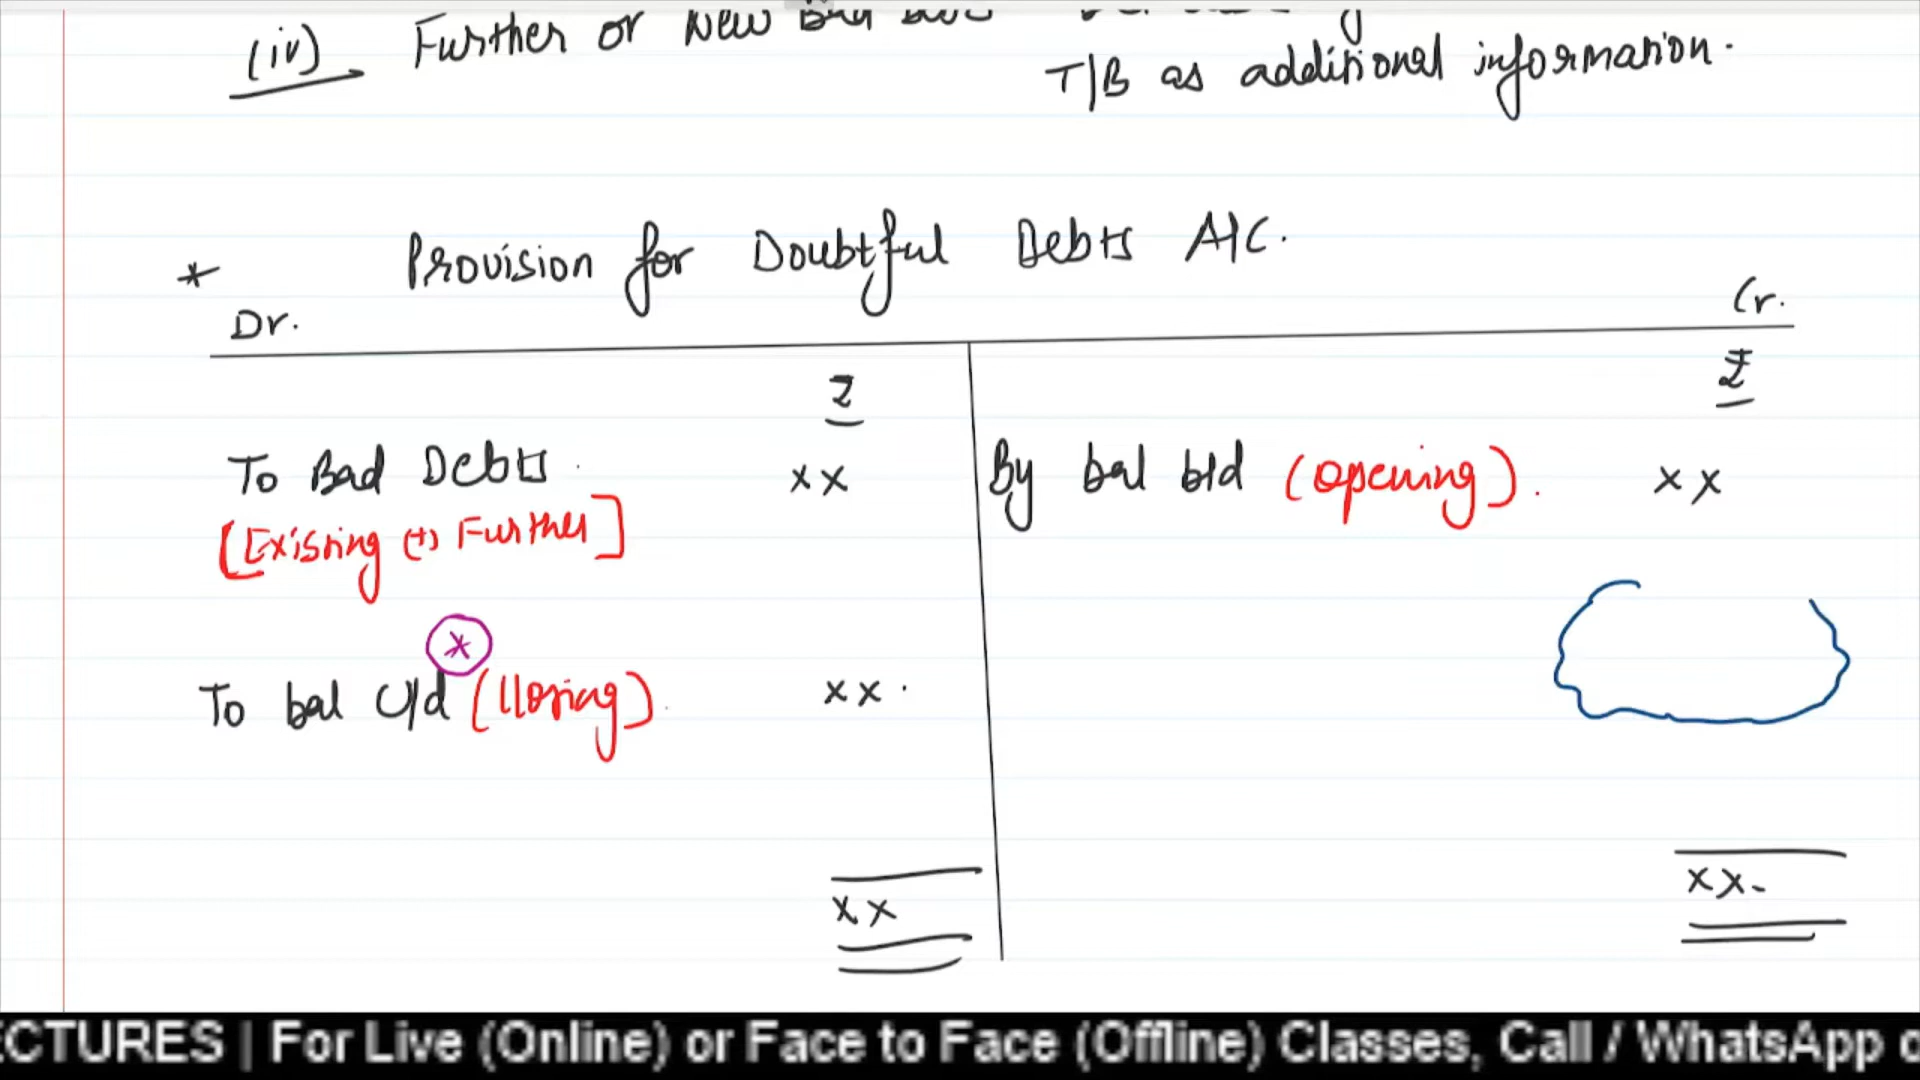 (iv) Further or New Bad
T/B as additional information.
* Provision for Doubtful Debts A/C.
Dr. Cr.
₹ ₹
To Bad Debts xx By bal b/d (opening). xx
[Existing (+) Further]
*
To bal c/d (closing). xx.
xx xx
ECTURES | For Live (Online) or Face to Face (Offline) Classes, Call / WhatsApp o